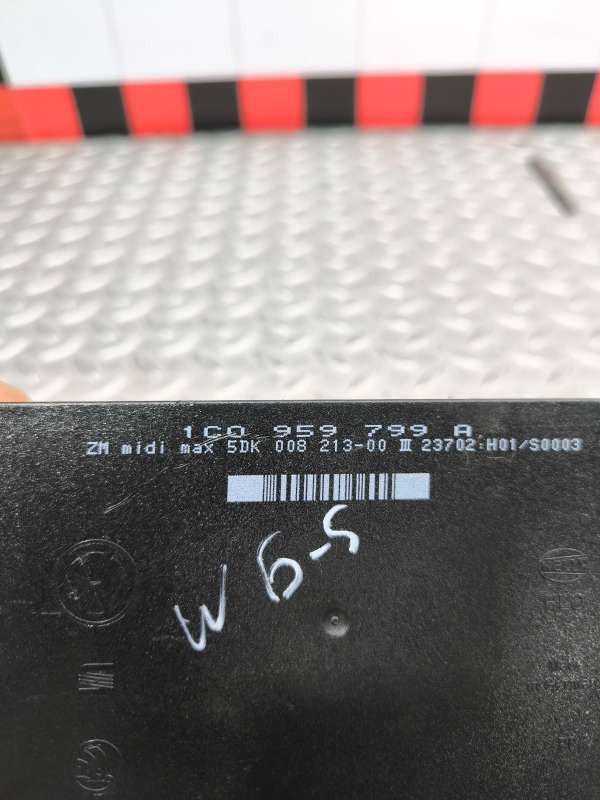 1C0 959 799 A
ZM midi max 5DK 008 213-00 III 23702 H01/S0003
W 6-5